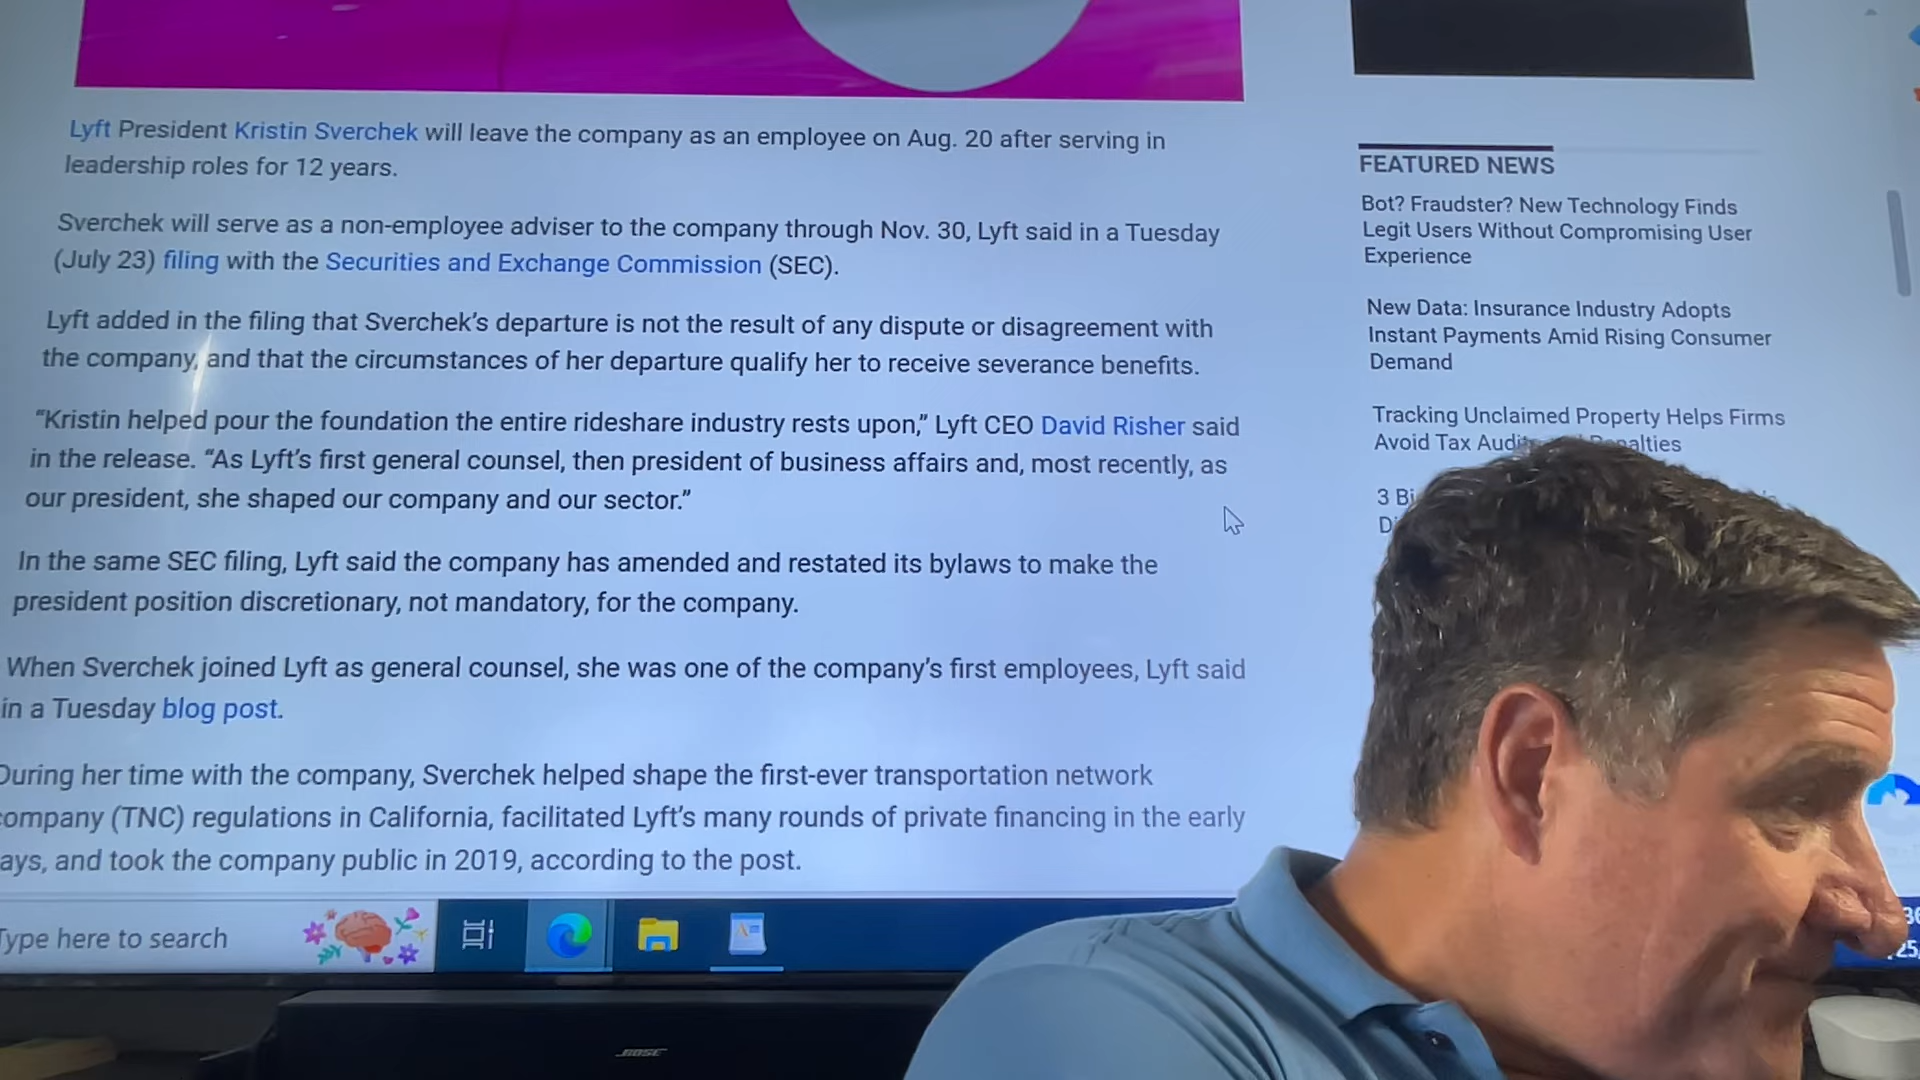 Lyft President Kristin Sverchek will leave the company as an employee on Aug. 20 after serving in
leadership roles for 12 years.
Sverchek will serve as a non-employee adviser to the company through Nov. 30, Lyft said in a Tuesday
(July 23) filing with the Securities and Exchange Commission (SEC).
Lyft added in the filing that Sverchek’s departure is not the result of any dispute or disagreement with
the company, and that the circumstances of her departure qualify her to receive severance benefits.
“Kristin helped pour the foundation the entire rideshare industry rests upon,” Lyft CEO David Risher said
in the release. “As Lyft’s first general counsel, then president of business affairs and, most recently, as
our president, she shaped our company and our sector.”
In the same SEC filing, Lyft said the company has amended and restated its bylaws to make the
president position discretionary, not mandatory, for the company.
When Sverchek joined Lyft as general counsel, she was one of the company’s first employees, Lyft said
in a Tuesday blog post.
During her time with the company, Sverchek helped shape the first-ever transportation network
company (TNC) regulations in California, facilitated Lyft’s many rounds of private financing in the early
ays, and took the company public in 2019, according to the post.
FEATURED NEWS
Bot? Fraudster? New Technology Finds
Legit Users Without Compromising User
Experience
New Data: Insurance Industry Adopts
Instant Payments Amid Rising Consumer
Demand
Tracking Unclaimed Property Helps Firms
Avoid Tax Audits Penalties
3
Type here to search
BOSE